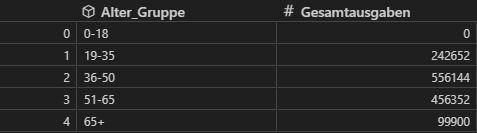 Alter_Gruppe # Gesamtausgaben
0 0-18 0
1 19-35 242652
2 36-50 556144
3 51-65 456352
4 65+ 99900